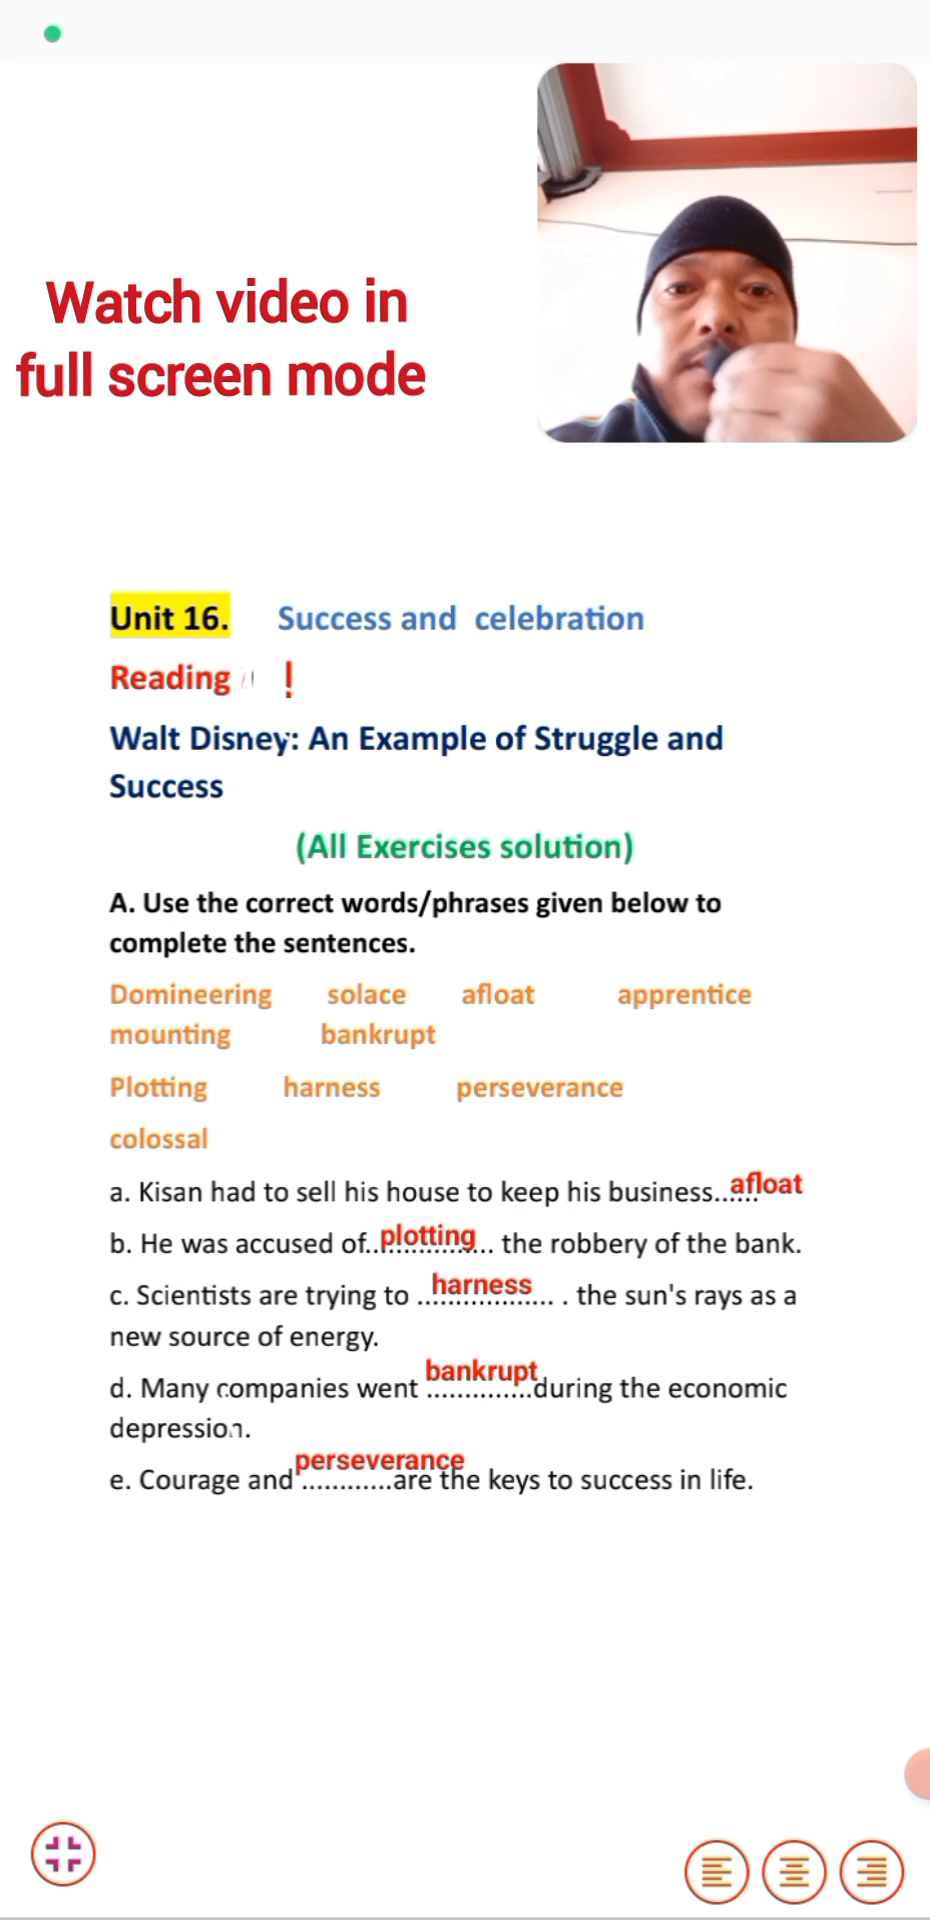 Watch video in
full screen mode
Unit 16. Success and celebration
Reading !
Walt Disney: An Example of Struggle and
Success
(All Exercises solution)
A. Use the correct words/phrases given below to
complete the sentences.
Domineering solace afloat apprentice
mounting bankrupt
Plotting harness perseverance
colossal
a. Kisan had to sell his house to keep his business......afloat
b. He was accused of..plotting... the robbery of the bank.
c. Scientists are trying to ...harness... . the sun's rays as a
new source of energy.
d. Many companies went bankrupt during the economic
depression.
e. Courage and perseverance are the keys to success in life.